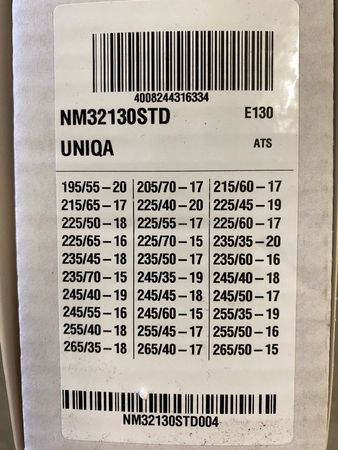 4008244316334
NM32130STD E130
UNIQA ATS
195/55-20 205/70-17 215/60-17
215/65-17 225/40-20 225/45-19
225/50-18 225/55-17 225/60-17
225/65-16 225/70-15 235/35-20
235/45-18 235/50-17 235/60-16
235/70-15 245/35-19 245/40-18
245/40-19 245/45-18 245/50-17
245/55-16 245/60-15 255/35-19
255/40-18 255/45-17 255/50-16
265/35-18 265/40-17 265/50-15
NM32130STD004